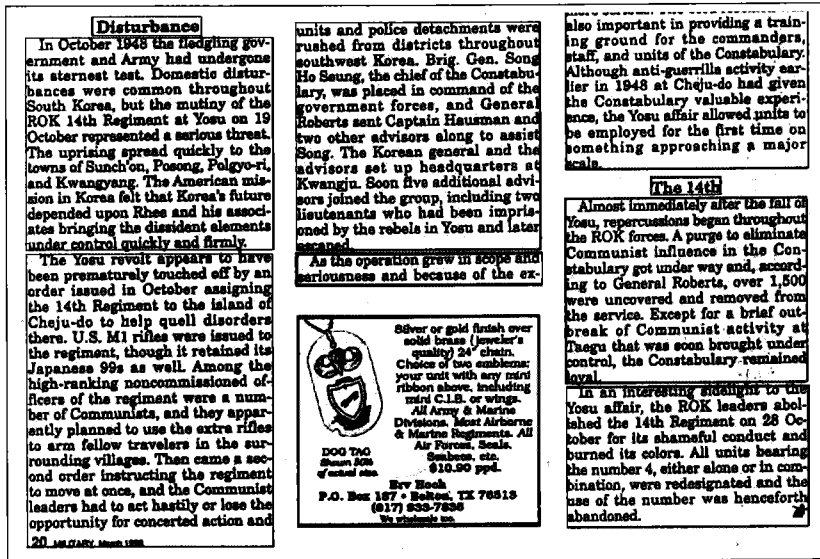 Disturbance
In October 1948 the fledgling gov-
ernment and Army had undergone
its sternest test. Domestic distur-
bances were common throughout
South Korea, but the mutiny of the
ROK 14th Regiment at Yosu on 19
October represented a serious threat.
The uprising spread quickly to the
towns of Sunch'on, Posong, Polgyo-ri,
and Kwangyang. The American mis-
sion in Korea felt that Korea's future
depended upon Rhee and his associ-
ates bringing the dissident elements
under control quickly and firmly.
The Yosu revolt appears to have
been prematurely touched off by an
order issued in October assigning
the 14th Regiment to the island of
Cheju-do to help quell disorders
there. U.S. M1 rifles were issued to
the regiment, though it retained its
Japanese 99s as well. Among the
high-ranking noncommissioned of-
ficers of the regiment were a num-
ber of Communists, and they appar-
ently planned to use the extra rifles
to arm fellow travelers in the sur-
rounding villages. Then came a sec-
ond order instructing the regiment
to move at once, and the Communist
leaders had to act hastily or lose the
opportunity for concerted action and
20 MILITARY, March
units and police detachments were
rushed from districts throughout
southwest Korea. Brig. Gen. Song
Ho Seung, the chief of the Constabu-
lary, was placed in command of the
government forces, and General
Roberts sent Captain Hausman and
two other advisors along to assist
Song. The Korean general and the
advisors set up headquarters at
Kwangju. Soon five additional advi-
sors joined the group, including two
lieutenants who had been impris-
oned by the rebels in Yosu and later
escaped.
As the operation grew in scope and
seriousness and because of the ex-
Silver or gold finish over
solid brass (jeweler's
quality) 24" chain.
Choice of two emblems:
your unit with any mini
ribbon above, including
mini C.I.B. or wings.
All Army & Marine
Divisions. Most Airborne
& Marine Regiments. All
Air Forces, Seals,
Seabees, etc.
$10.90 ppd.
DOG TAG
Shown 50%
of actual size.
Erv Hoch
P.O. Box 187 • Belton, TX 76513
(817) 933-7836
We wholesale too.
also important in providing a train-
ing ground for the commanders,
staff, and units of the Constabulary.
Although anti-guerrilla activity ear-
lier in 1948 at Cheju-do had given
the Constabulary valuable experi-
ence, the Yosu affair allowed units to
be employed for the first time on
something approaching a major
scale.
The 14th
Almost immediately after the fall of
Yosu, repercussions began throughout
the ROK forces. A purge to eliminate
Communist influence in the Con-
stabulary got under way and, accord-
ing to General Roberts, over 1,500
were uncovered and removed from
the service. Except for a brief out-
break of Communist activity at
Taegu that was soon brought under
control, the Constabulary remained
loyal.
In an interesting sidelight to the
Yosu affair, the ROK leaders abol-
ished the 14th Regiment on 28 Oc-
tober for its shameful conduct and
burned its colors. All units bearing
the number 4, either alone or in com-
bination, were redesignated and the
use of the number was henceforth
abandoned.